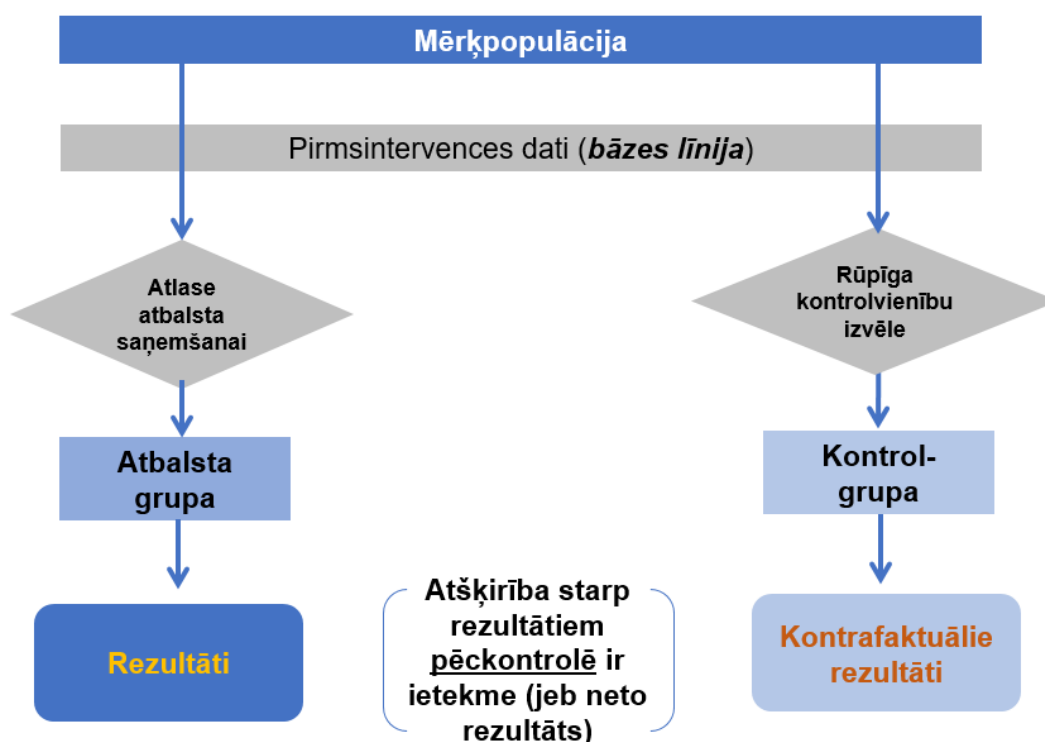 Mērķpopulācija
Pirmsintervences dati (bāzes līnija)
Atlase
atbalsta
saņemšanai
Rūpīga
kontrolvienību
izvēle
Atbalsta
grupa
Kontrol-
grupa
Rezultāti
Atšķirība starp
rezultātiem
pēckontrolē ir
ietekme (jeb neto
rezultāts)
Kontrafaktuālie
rezultāti